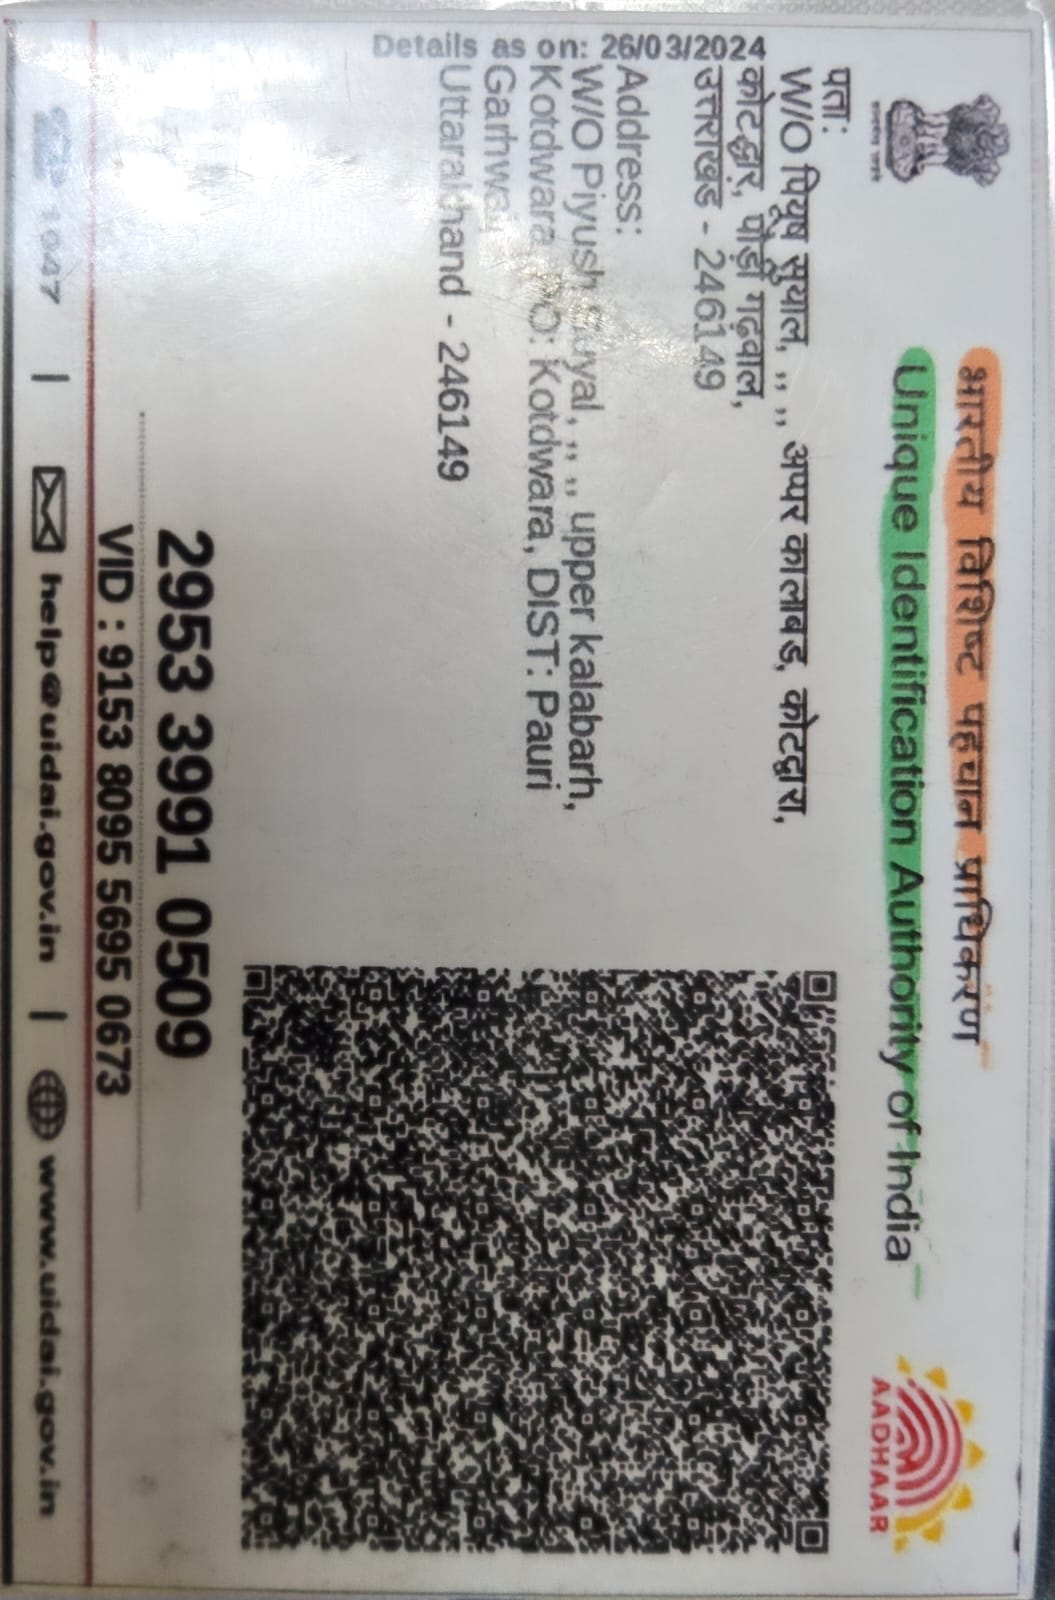 भारतीय विशिष्ट पहचान प्राधिकरण
Unique Identification Authority of India
AADHAAR
Details as on: 26/03/2024
पता:
W/O पियूष सुयाल, ,, ,, अप्पर कालाबड, कोटद्वारा,
कोटद्वार, पौड़ी गढ़वाल,
उत्तराखंड - 246149
Address:
W/O Piyush Suyal, ,, ,, upper kalabarh,
Kotdwara, PO: Kotdwara, DIST: Pauri
Garhwal
Uttarakhand - 246149
2953 3991 0509
VID : 9153 8095 5695 0673
1947 | help@uidai.gov.in | www.uidai.gov.in